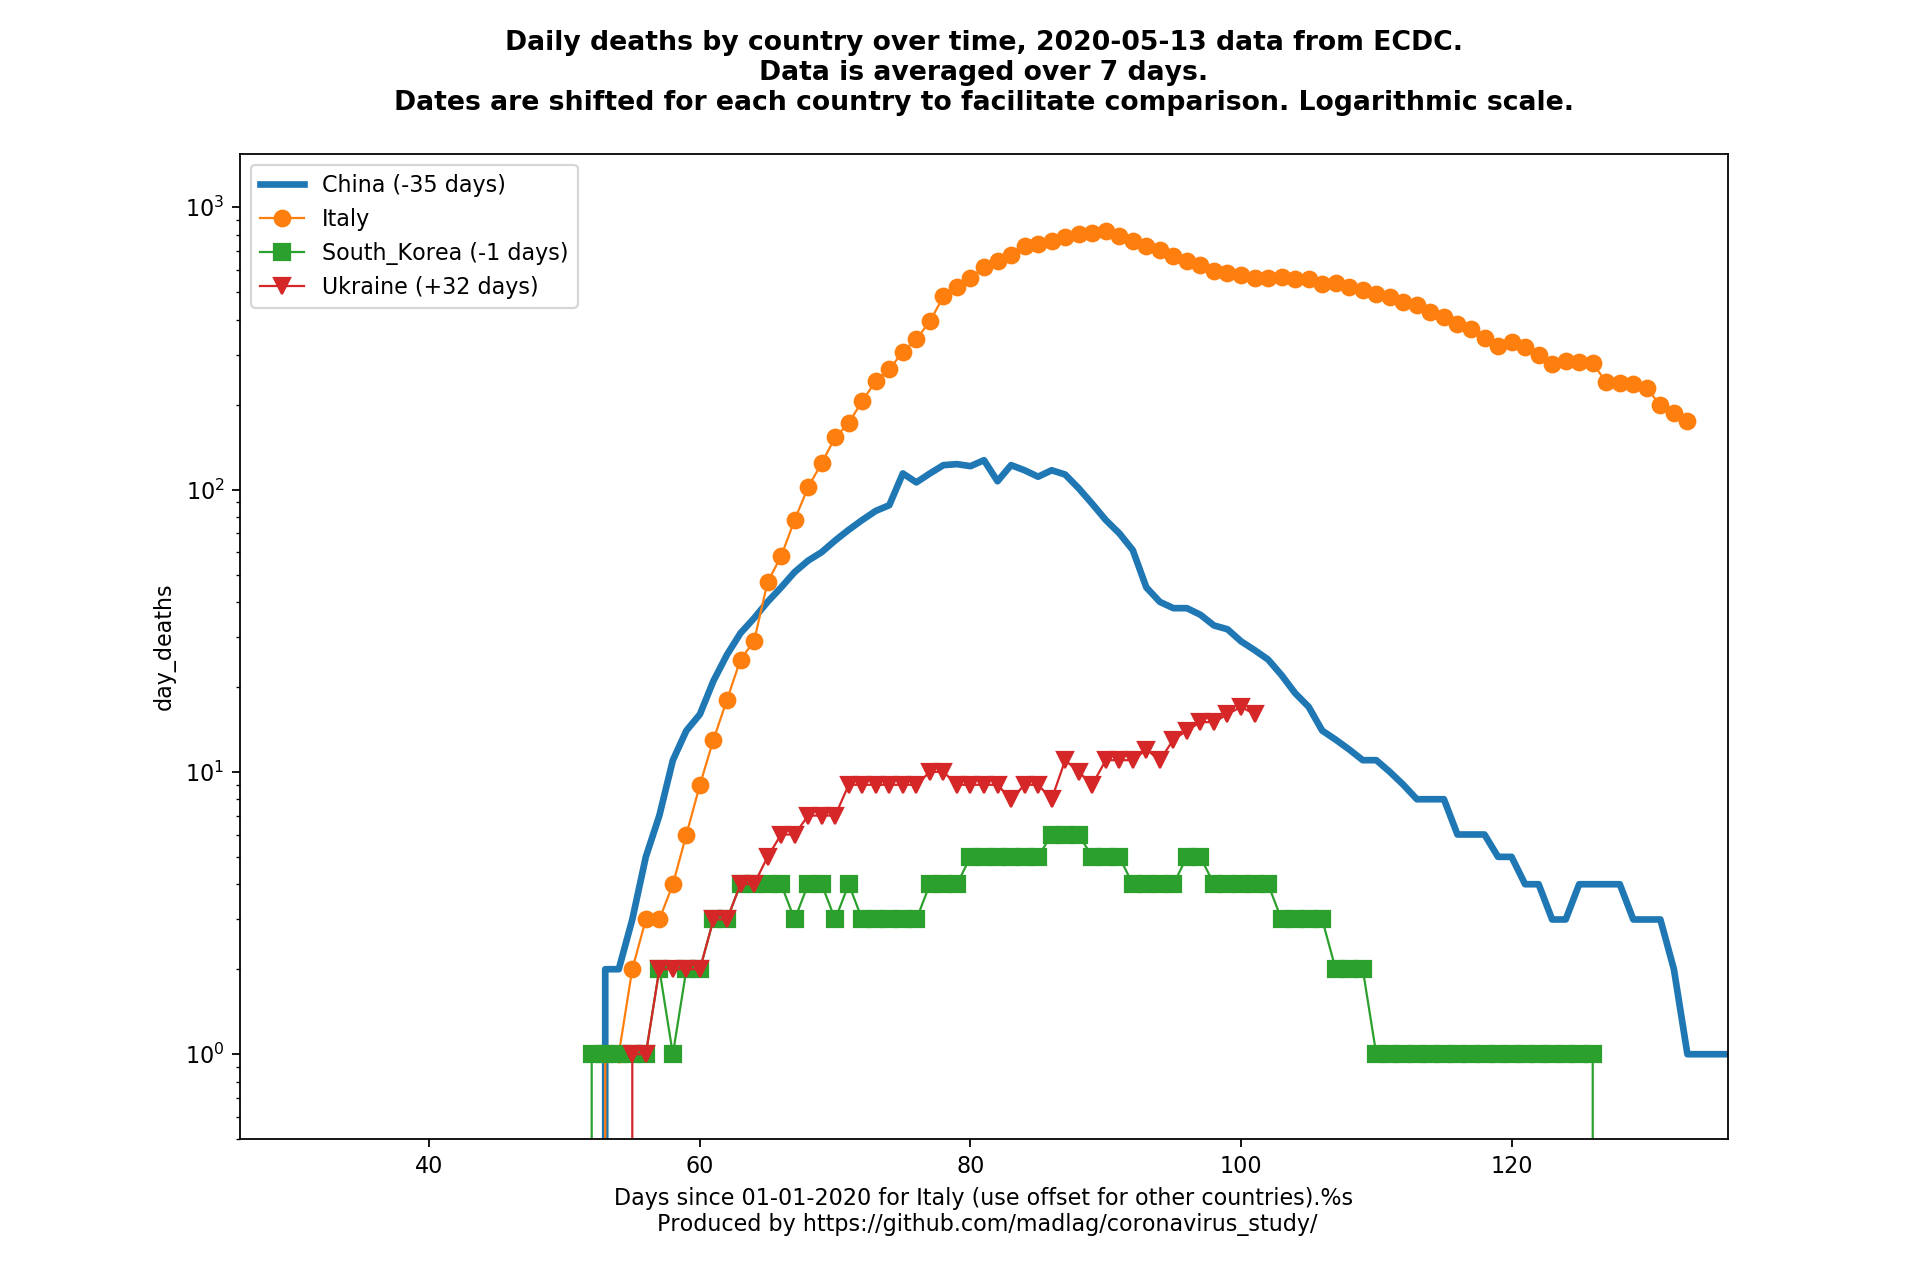 Daily deaths by country over time, 2020-05-13 data from ECDC.
Data is averaged over 7 days.
Dates are shifted for each country to facilitate comparison. Logarithmic scale.
China (-35 days)
Italy
South_Korea (-1 days)
Ukraine (+32 days)
10³
10²
10¹
10⁰
day_deaths
40 60 80 100 120
Days since 01-01-2020 for Italy (use offset for other countries).%s
Produced by https://github.com/madlag/coronavirus_study/